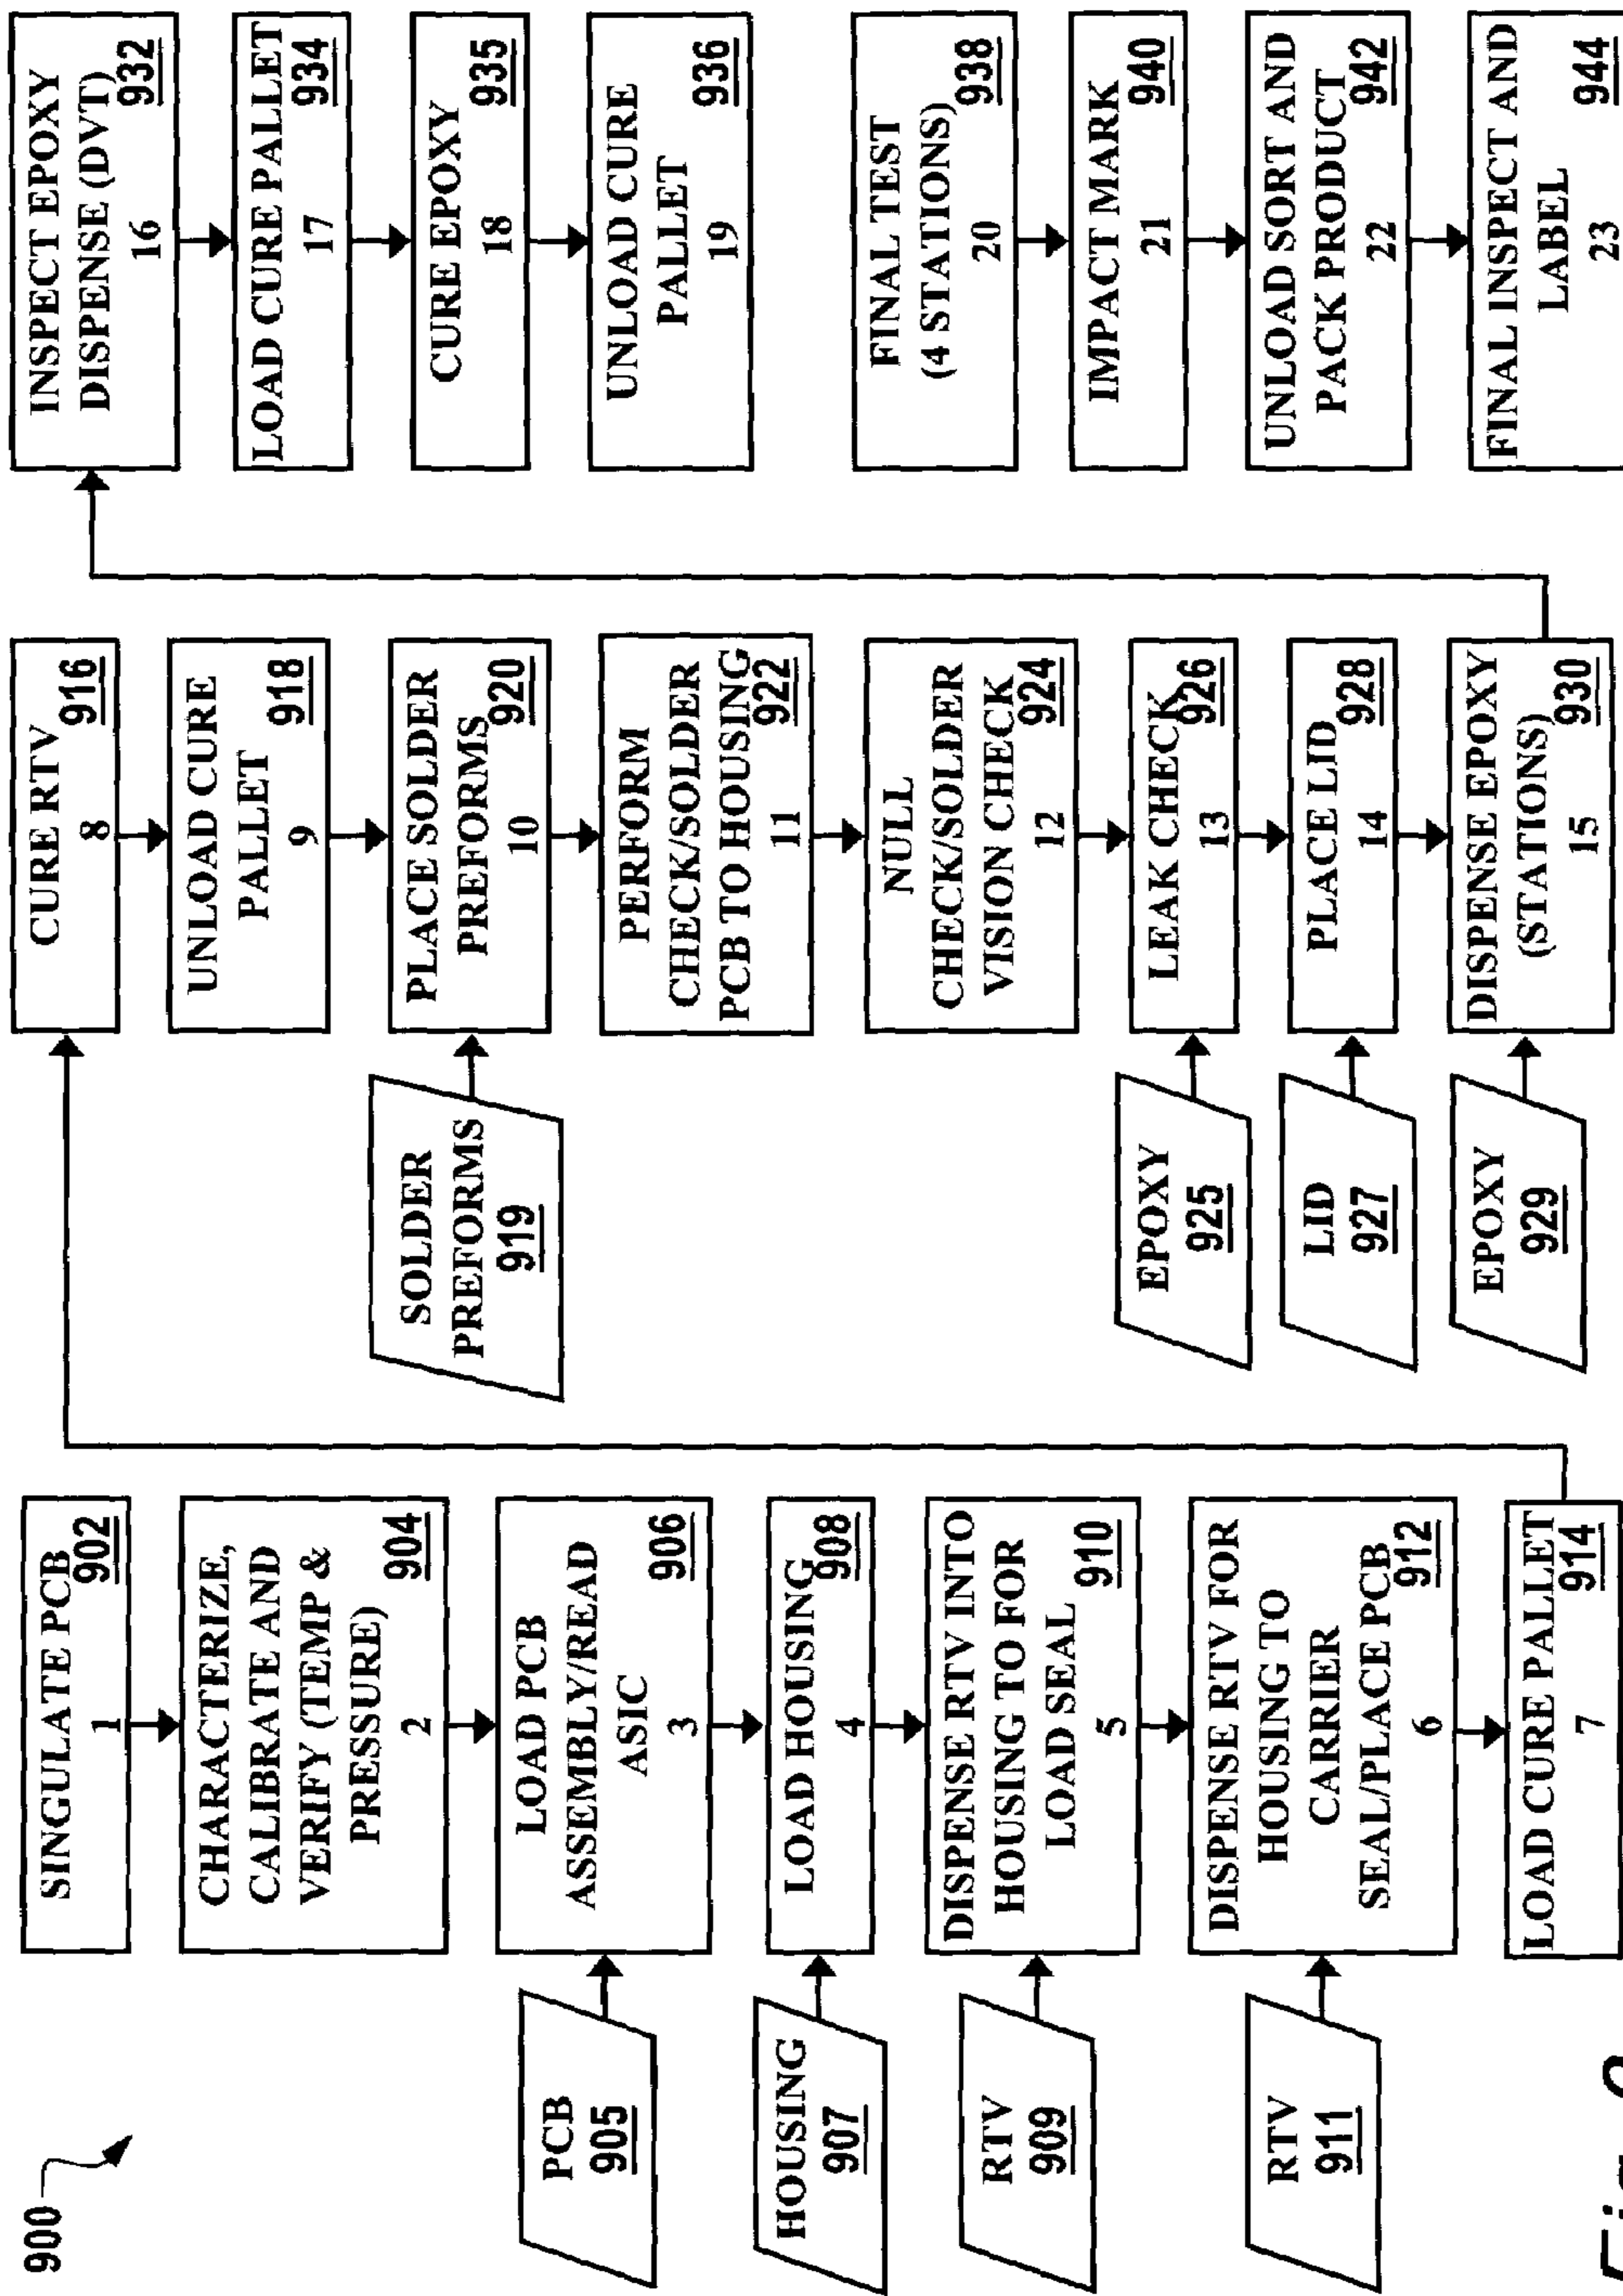 900
SINGULATE PCB
902
1
CHARACTERIZE,
CALIBRATE AND
VERIFY (TEMP &
PRESSURE)
904
2
PCB
905
LOAD PCB
ASSEMBLY/READ
ASIC
906
3
HOUSING
907
LOAD HOUSING
908
4
RTV
909
DISPENSE RTV INTO
HOUSING TO FOR
LOAD SEAL
910
5
RTV
911
DISPENSE RTV FOR
HOUSING TO
CARRIER
SEAL/PLACE PCB
912
6
LOAD CURE PALLET
914
7
CURE RTV
916
8
UNLOAD CURE
PALLET
918
9
SOLDER
PREFORMS
919
PLACE SOLDER
PREFORMS
920
10
PERFORM
CHECK/SOLDER
PCB TO HOUSING
922
11
NULL
CHECK/SOLDER
VISION CHECK
924
12
EPOXY
925
LEAK CHECK
926
13
LID
927
PLACE LID
928
14
EPOXY
929
DISPENSE EPOXY
(STATIONS)
930
15
INSPECT EPOXY
DISPENSE (DVT)
932
16
LOAD CURE PALLET
934
17
CURE EPOXY
935
18
UNLOAD CURE
PALLET
936
19
FINAL TEST
(4 STATIONS)
938
20
IMPACT MARK
940
21
UNLOAD SORT AND
PACK PRODUCT
942
22
FINAL INSPECT AND
LABEL
944
23
Fig.